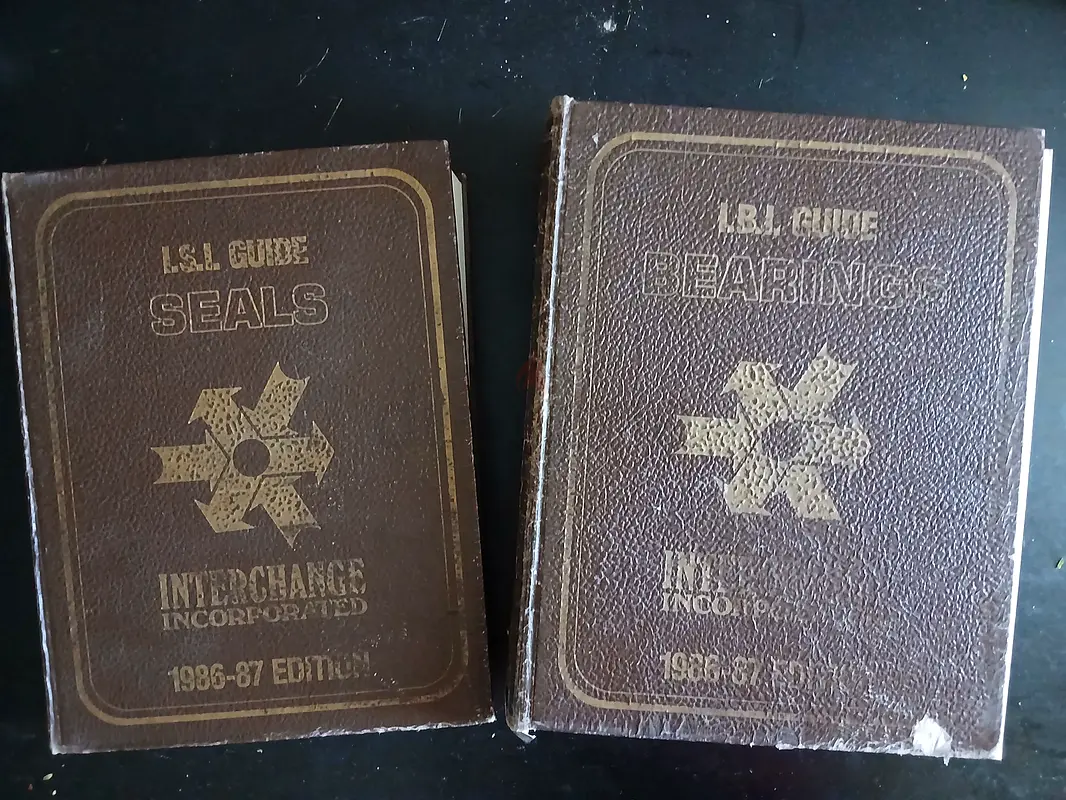 I.S.I. GUIDE
SEALS
INTERCHANGE
INCORPORATED
1986-87 EDITION
I.B.I. GUIDE
BEARINGS
1986-87